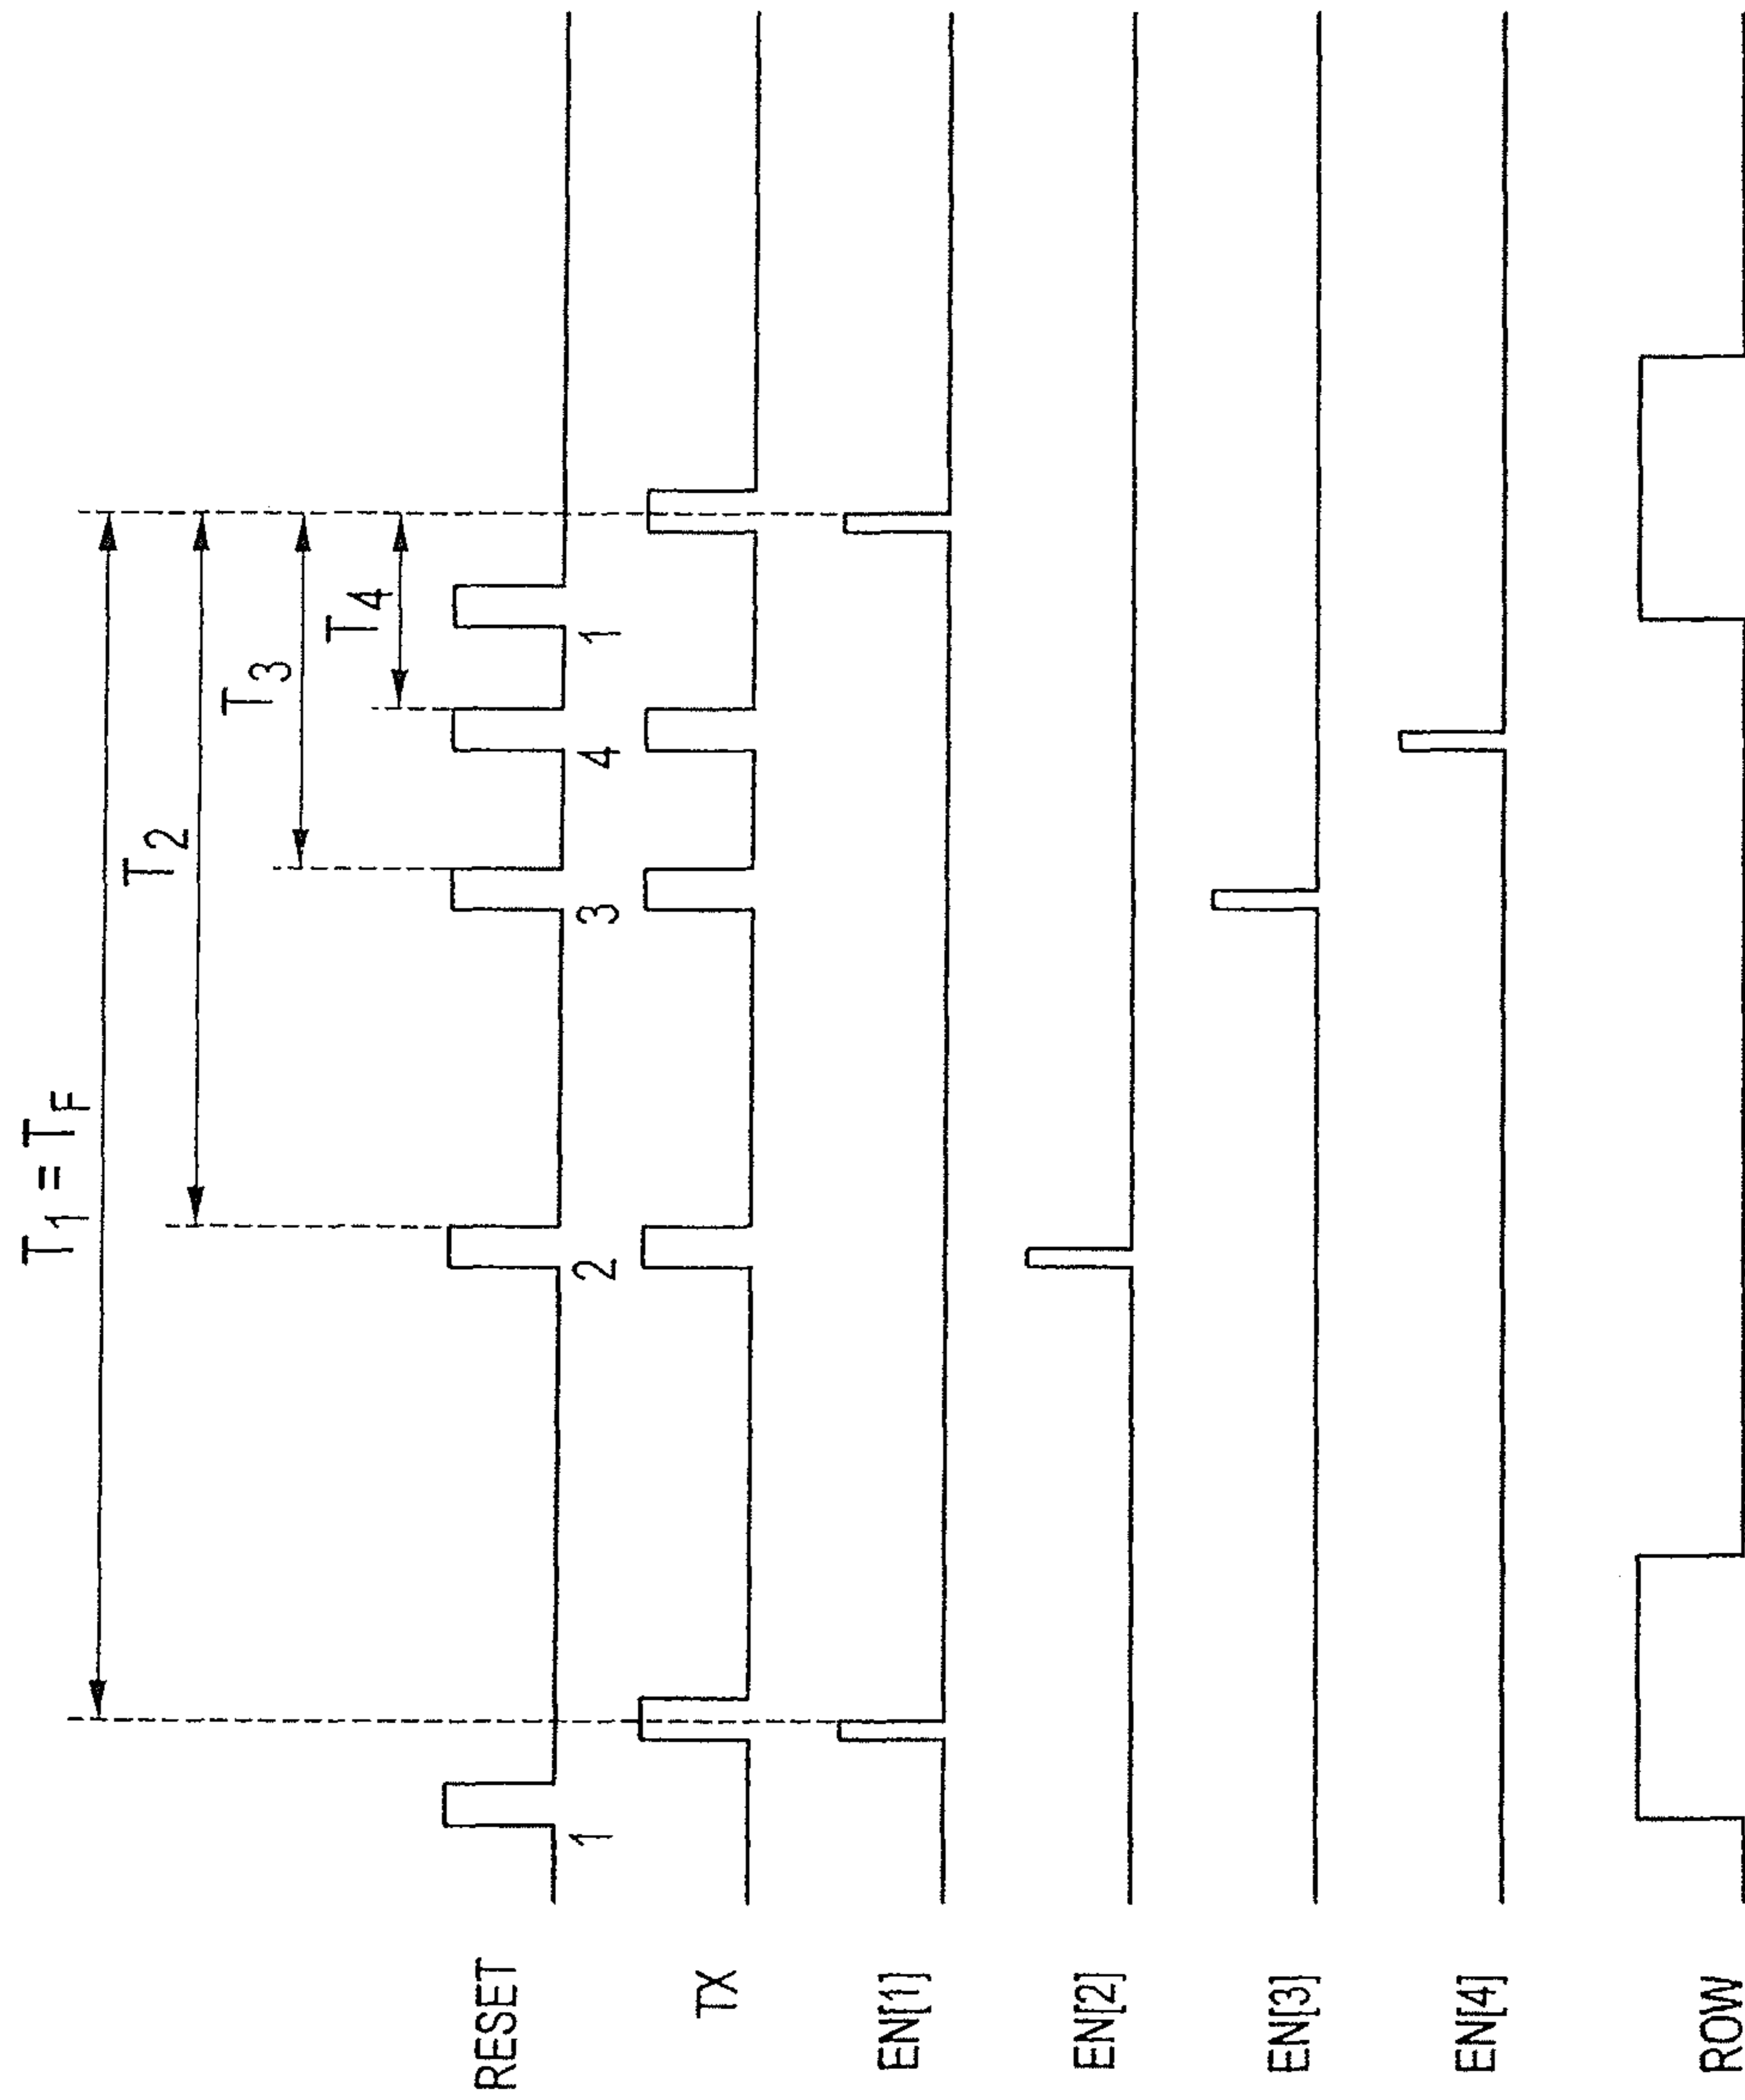 T1 = TF
T2
T3
T4
RESET
1 2 3 4 1
TX
EN[1]
EN[2]
EN[3]
EN[4]
ROW